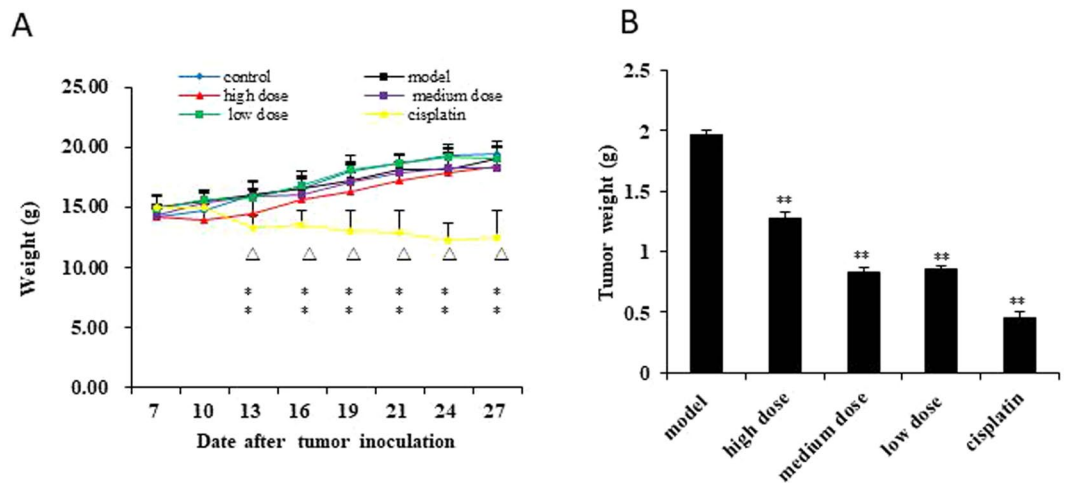 A
control
model
high dose
medium dose
low dose
cisplatin
25.00
20.00
15.00
10.00
5.00
0.00
Weight (g)
△ △ △ △ △ △
* * * * * *
* * * * * *
7 10 13 16 19 21 24 27
Date after tumor inoculation
B
2.5
2
1.5
1
0.5
0
Tumor weight (g)
**
**
**
**
model
high dose
medium dose
low dose
cisplatin